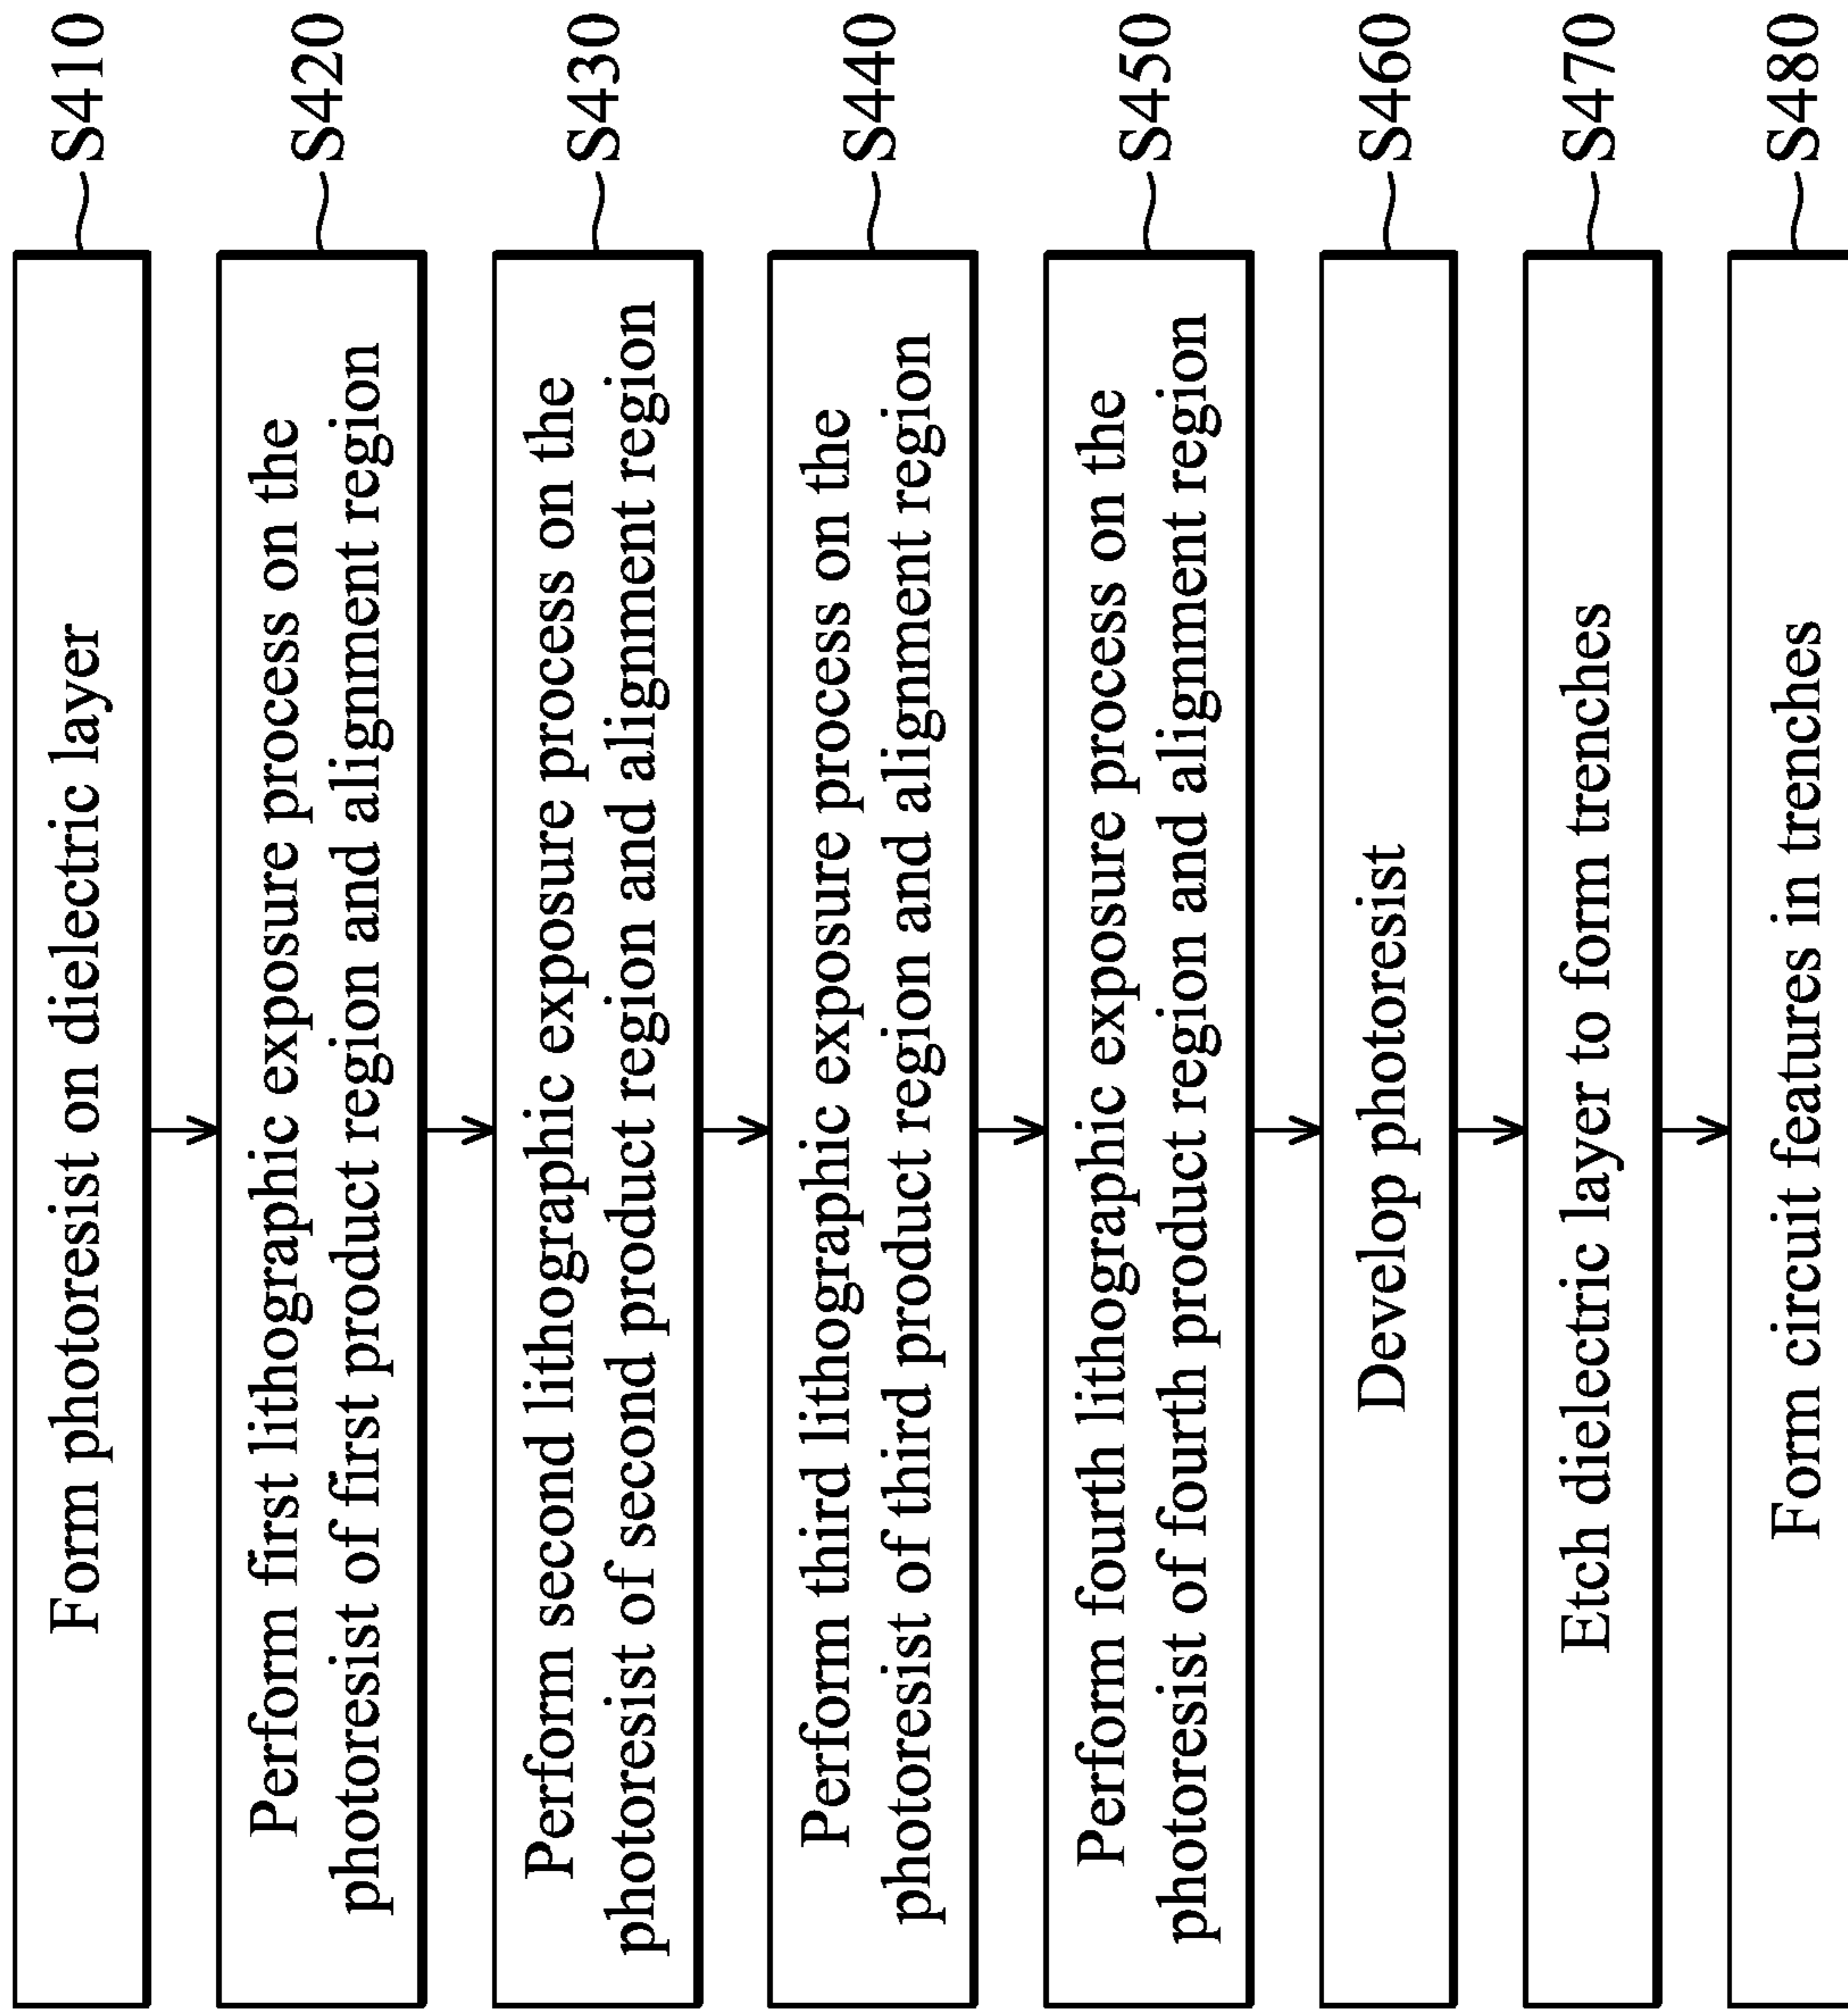 Form photoresist on dielectric layer
S410
Perform first lithographic exposure process on the
photoresist of first product region and alignment region
S420
Perform second lithographic exposure process on the
photoresist of second product region and alignment region
S430
Perform third lithographic exposure process on the
photoresist of third product region and alignment region
S440
Perform fourth lithographic exposure process on the
photoresist of fourth product region and alignment region
S450
Develop photoresist
S460
Etch dielectric layer to form trenches
S470
Form circuit features in trenches
S480